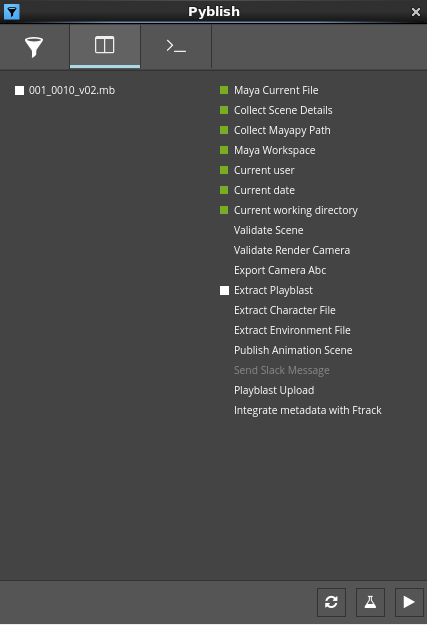 Pyblish
001_0010_v02.mb
Maya Current File
Collect Scene Details
Collect Mayapy Path
Maya Workspace
Current user
Current date
Current working directory
Validate Scene
Validate Render Camera
Export Camera Abc
Extract Playblast
Extract Character File
Extract Environment File
Publish Animation Scene
Send Slack Message
Playblast Upload
Integrate metadata with Ftrack